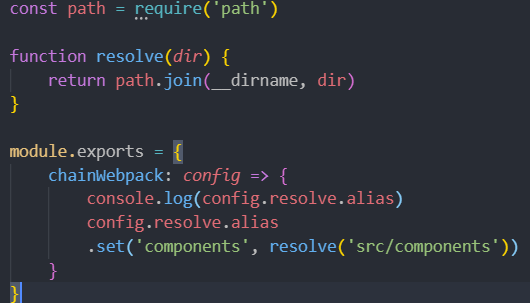 const path = require('path')
function resolve(dir) {
return path.join(__dirname, dir)
}
module.exports = {
chainWebpack: config => {
console.log(config.resolve.alias)
config.resolve.alias
.set('components', resolve('src/components'))
}
}